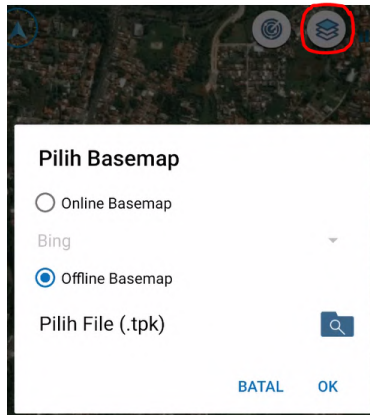 Pilih Basemap
Online Basemap
Bing
Offline Basemap
Pilih File (.tpk)
BATAL OK